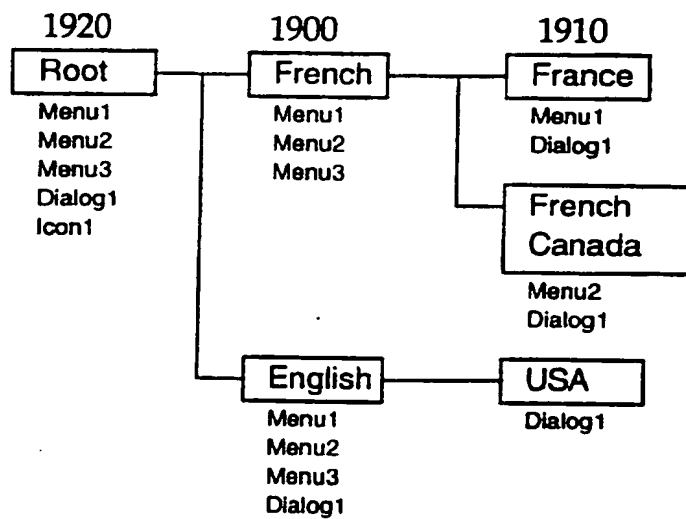 1920
Root
Menu1
Menu2
Menu3
Dialog1
Icon1
1900
French
Menu1
Menu2
Menu3
1910
France
Menu1
Dialog1
French
Canada
Menu2
Dialog1
English
Menu1
Menu2
Menu3
Dialog1
USA
Dialog1